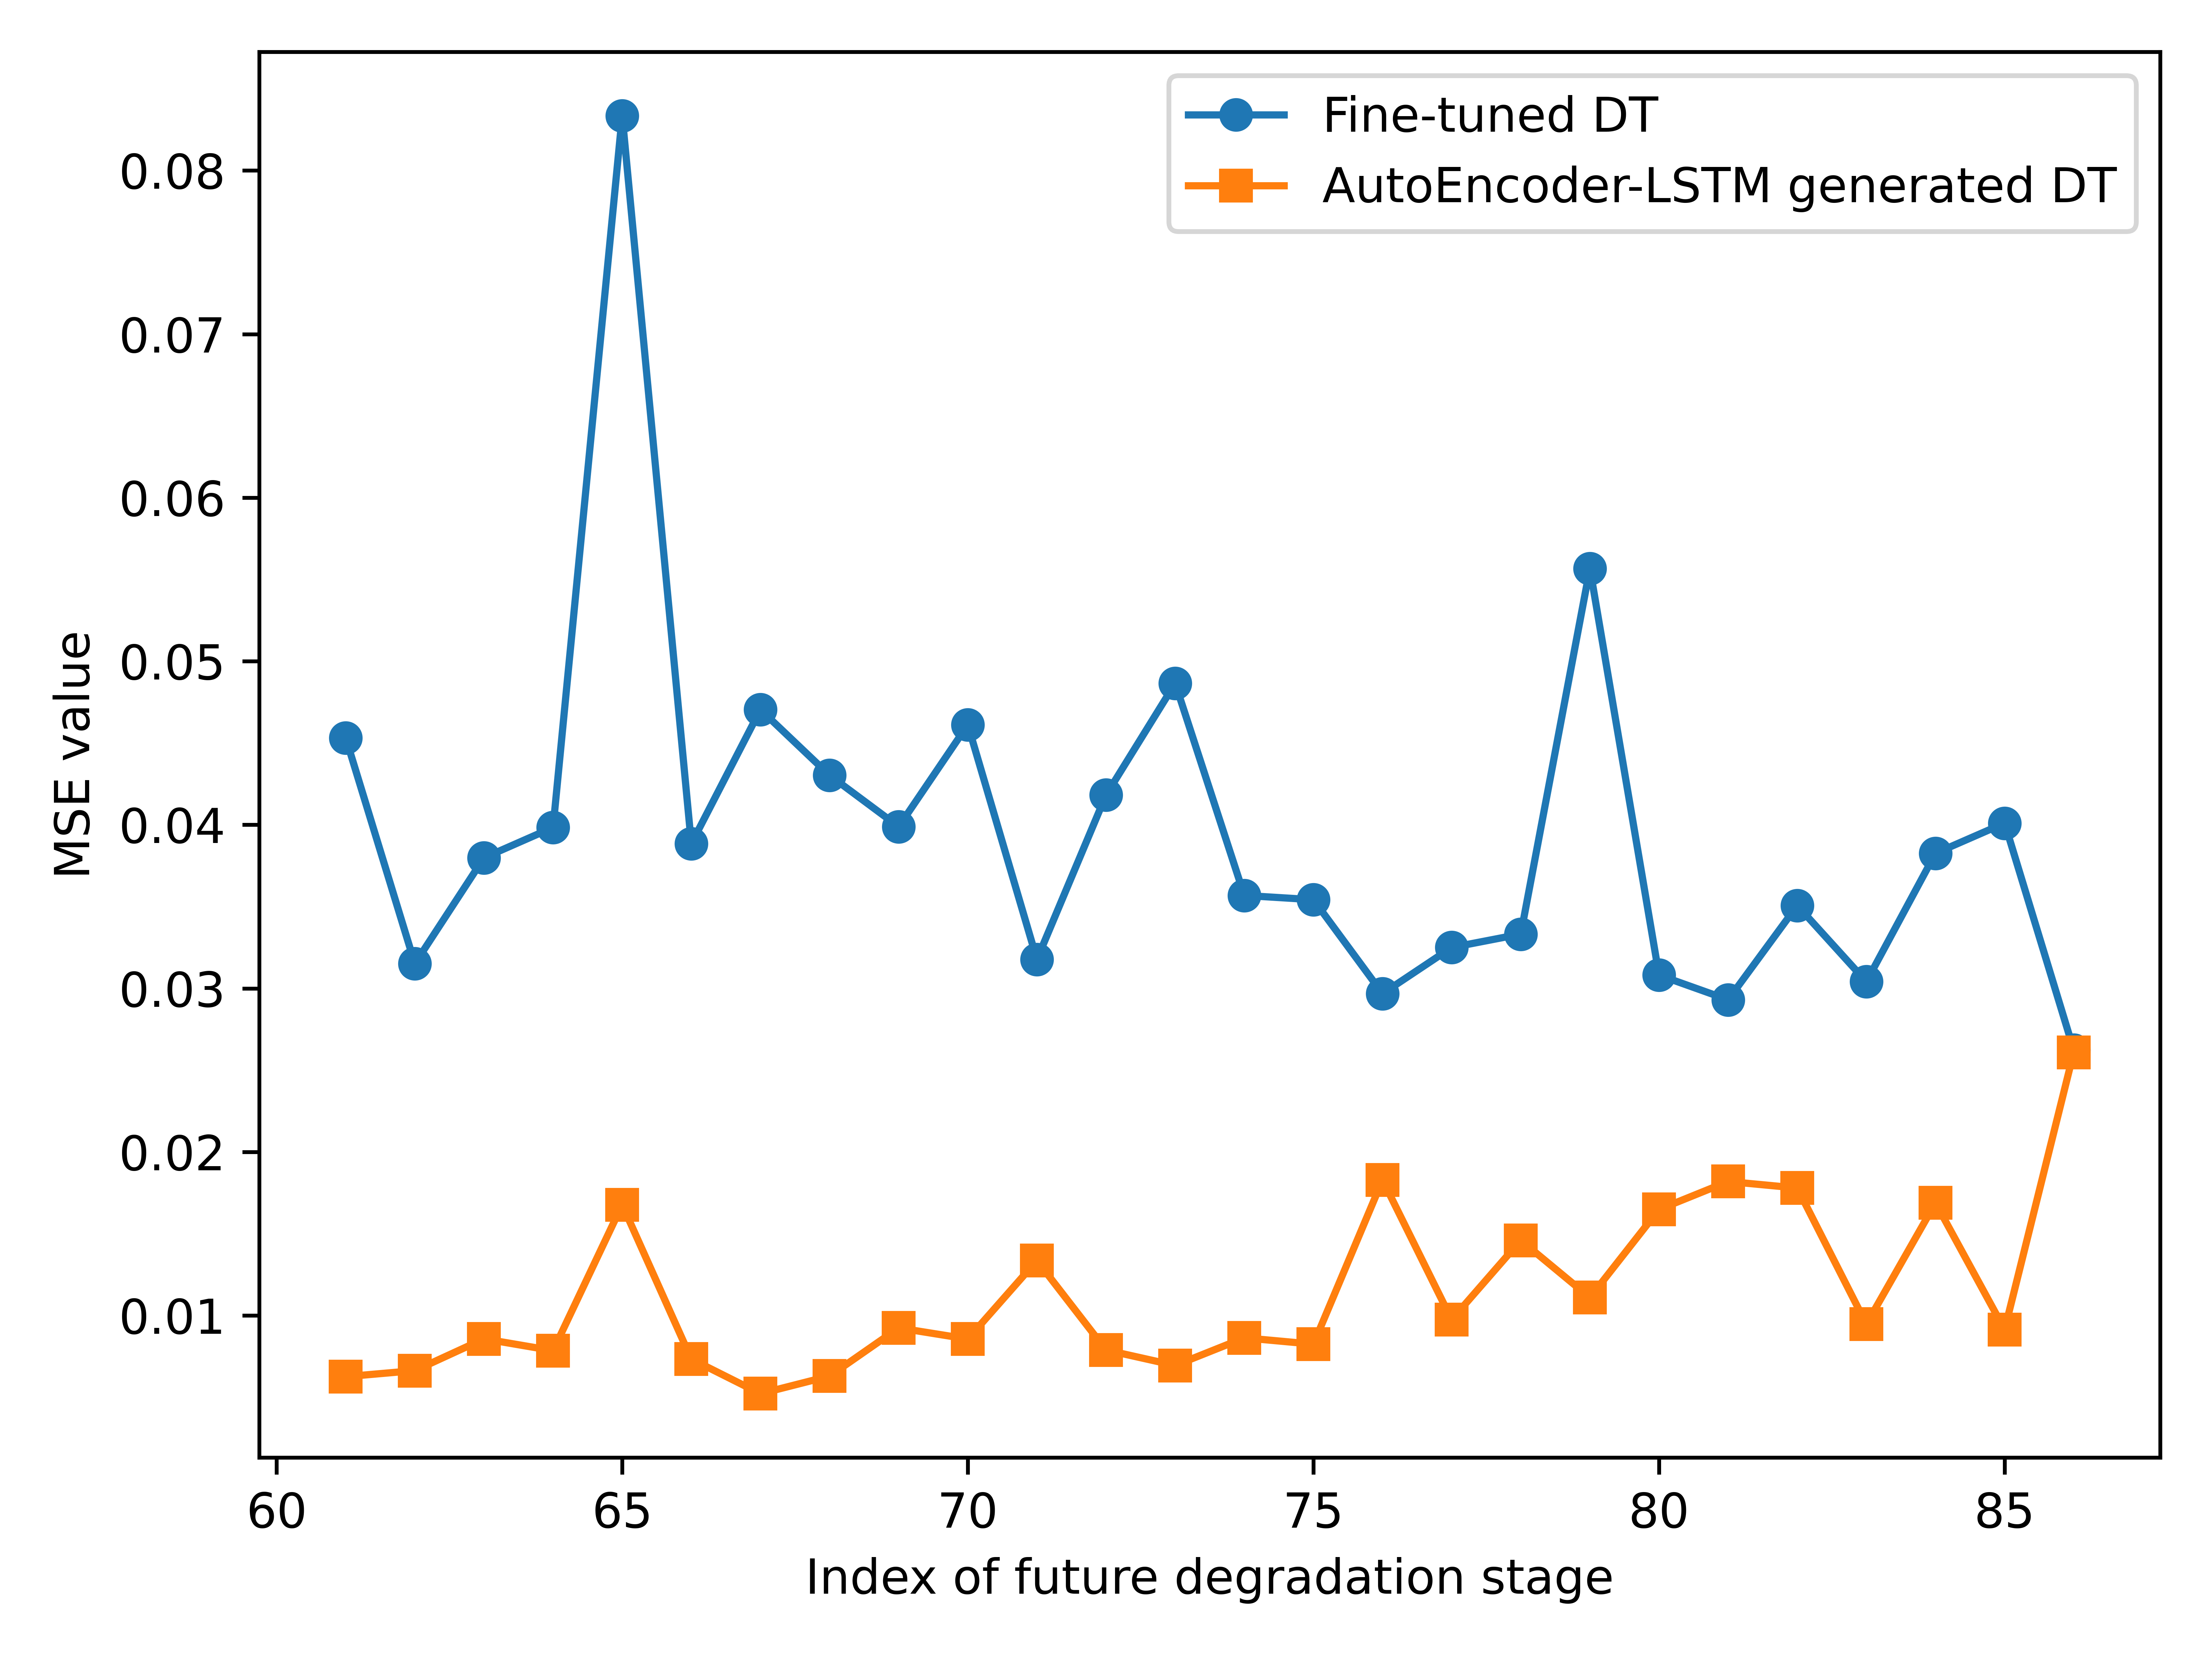 Fine-tuned DT
AutoEncoder-LSTM generated DT
0.08
0.07
0.06
0.05
0.04
0.03
0.02
0.01
MSE value
60 65 70 75 80 85
Index of future degradation stage